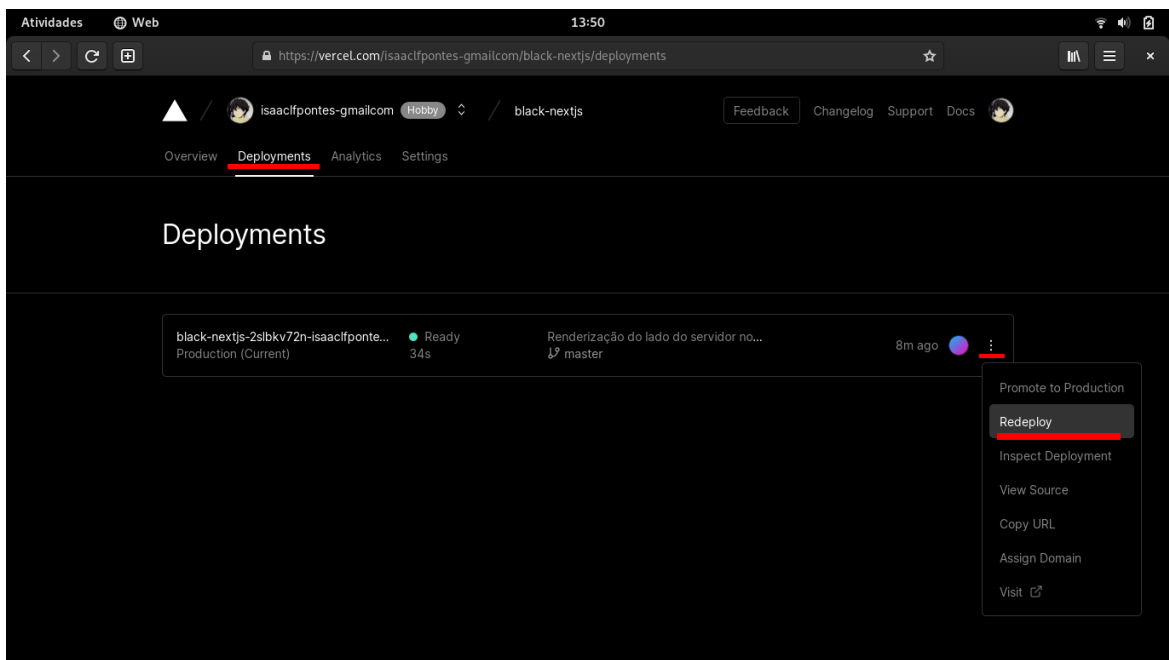 Atividades Web 13:50
https://vercel.com/isaaclfpontes-gmailcom/black-nextjs/deployments
isaaclfpontes-gmailcom Hobby black-nextjs Feedback Changelog Support Docs
Overview Deployments Analytics Settings
Deployments
black-nextjs-2slbkv72n-isaaclfponte... Ready Renderização do lado do servidor no...
Production (Current) 34s master
8m ago
Promote to Production
Redeploy
Inspect Deployment
View Source
Copy URL
Assign Domain
Visit